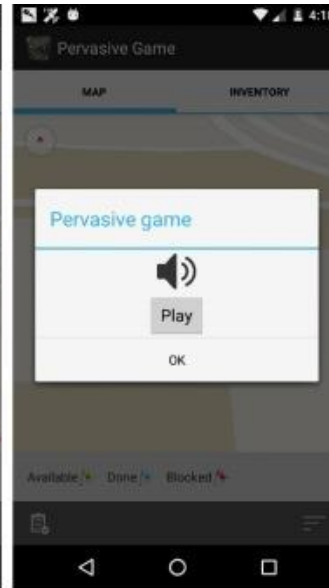 Pervasive Game
MAP INVENTORY
Pervasive game
Play
OK
Available Done Blocked